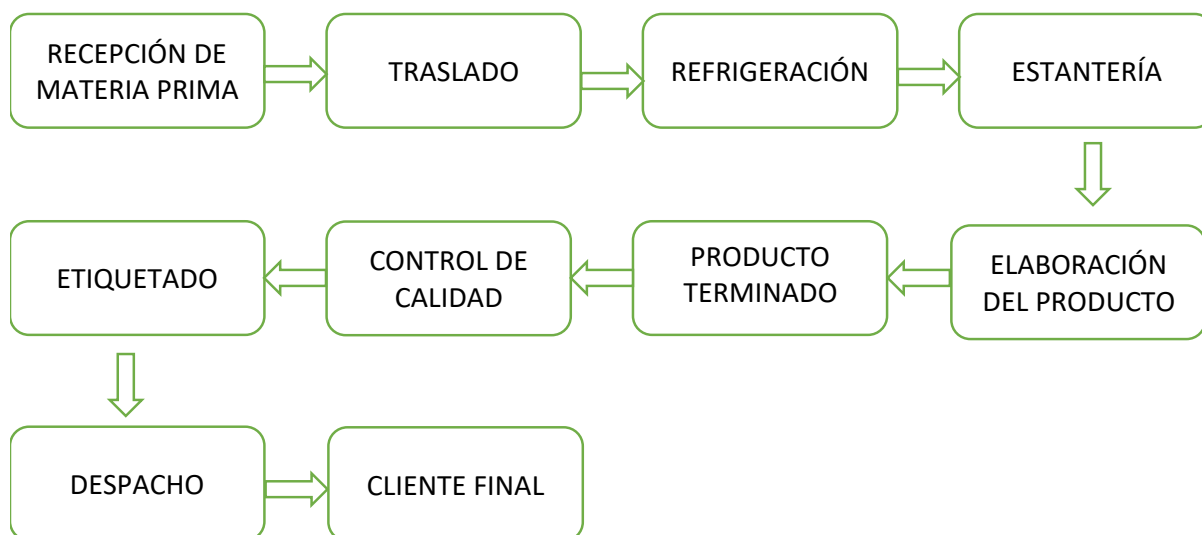 RECEPCIÓN DE
MATERIA PRIMA
TRASLADO
REFRIGERACIÓN
ESTANTERÍA
ELABORACIÓN
DEL PRODUCTO
PRODUCTO
TERMINADO
CONTROL DE
CALIDAD
ETIQUETADO
DESPACHO
CLIENTE FINAL